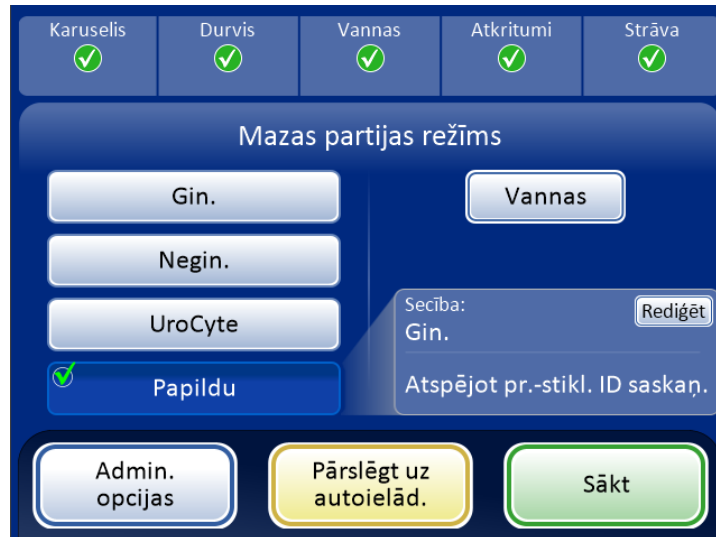 Karuselis
Durvis
Vannas
Atkritumi
Strāva
Mazas partijas režīms
Gin.
Vannas
Negin.
UroCyte
Secība:
Rediģēt
Gin.
Papildu
Atspējot pr.-stikl. ID saskaņ.
Admin.
opcijas
Pārslēgt uz
autoielād.
Sākt